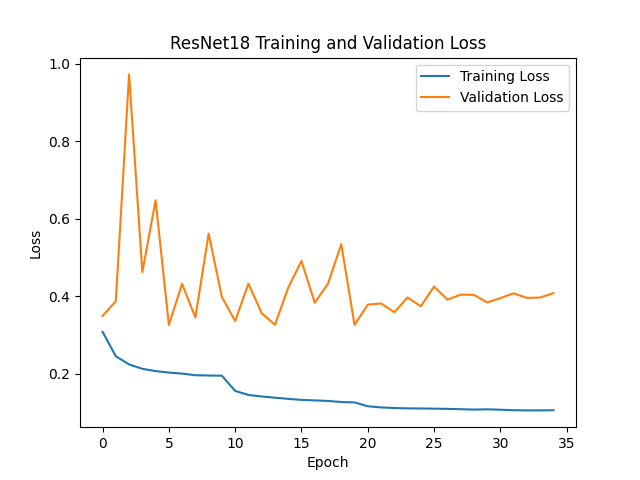 ResNet18 Training and Validation Loss
Training Loss
Validation Loss
1.0
0.8
0.6
0.4
0.2
Loss
0 5 10 15 20 25 30 35
Epoch